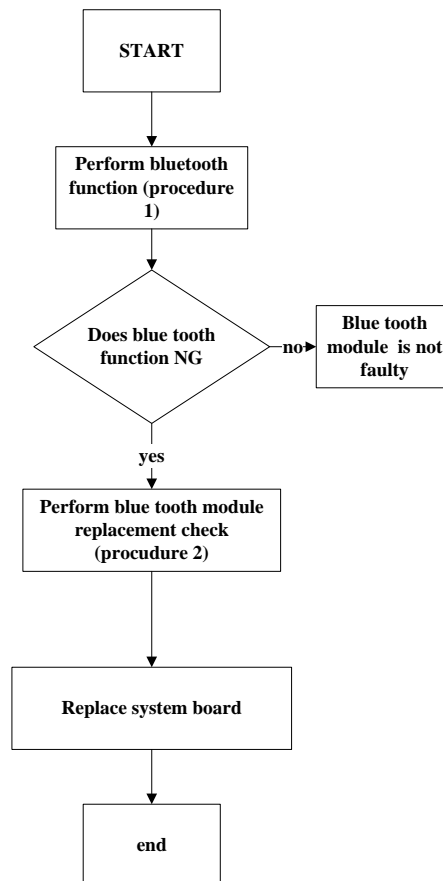 START
Perform bluetooth
function (procedure
1)
Does blue tooth
function NG
no
Blue tooth
module is not
faulty
yes
Perform blue tooth module
replacement check
(procudure 2)
Replace system board
end